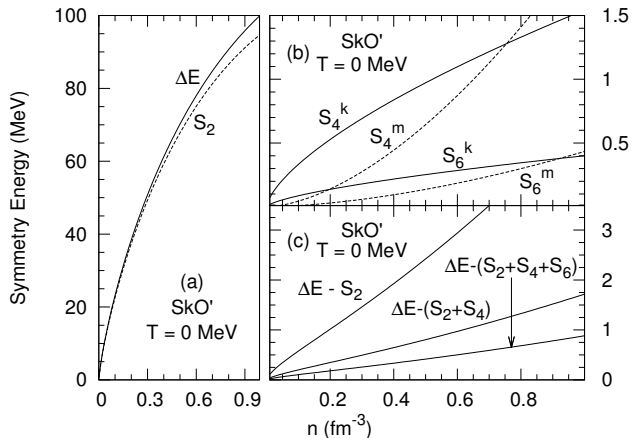 Symmetry Energy (MeV)
100
80
60
40
20
0
0
0.3
0.6
0.9
ΔE
S₂
(a)
SkO'
T = 0 MeV
(b)
SkO'
T = 0 MeV
S₄ᵏ
S₄ᵐ
S₆ᵏ
S₆ᵐ
1.5
1
0.5
(c)
SkO'
T = 0 MeV
ΔE-(S₂+S₄+S₆)
ΔE - S₂
ΔE-(S₂+S₄)
3
2
1
0
0.2
0.4
0.6
0.8
n (fm⁻³)